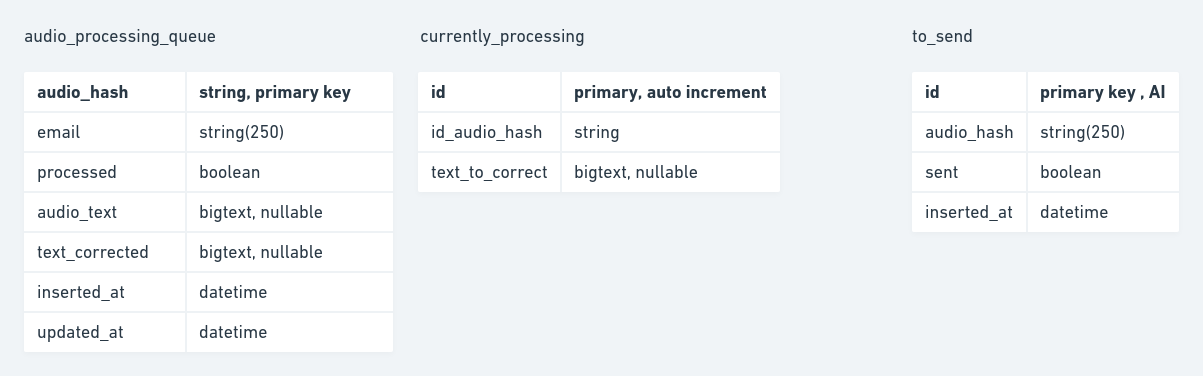 audio_processing_queue
audio_hash string, primary key
email string(250)
processed boolean
audio_text bigtext, nullable
text_corrected bigtext, nullable
inserted_at datetime
updated_at datetime
currently_processing
id primary, auto increment
id_audio_hash string
text_to_correct bigtext, nullable
to_send
id primary key , AI
audio_hash string(250)
sent boolean
inserted_at datetime